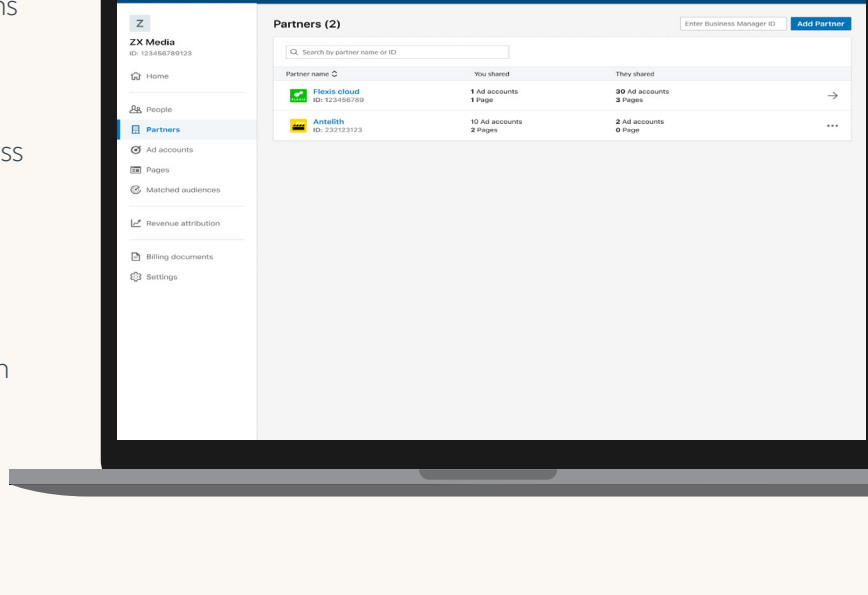 ns
ss
n
Z
ZX Media
ID: 123456789123
Home
People
Partners
Ad accounts
Pages
Matched audiences
Revenue attribution
Billing documents
Settings
Partners (2)
Enter Business Manager ID
Add Partner
Search by partner name or ID
Partner name You shared They shared
Flexis cloud 1 Ad accounts 30 Ad accounts
ID: 123456789 1 Page 3 Pages
Antelith 10 Ad accounts 2 Ad accounts
ID: 232123123 2 Pages 0 Page